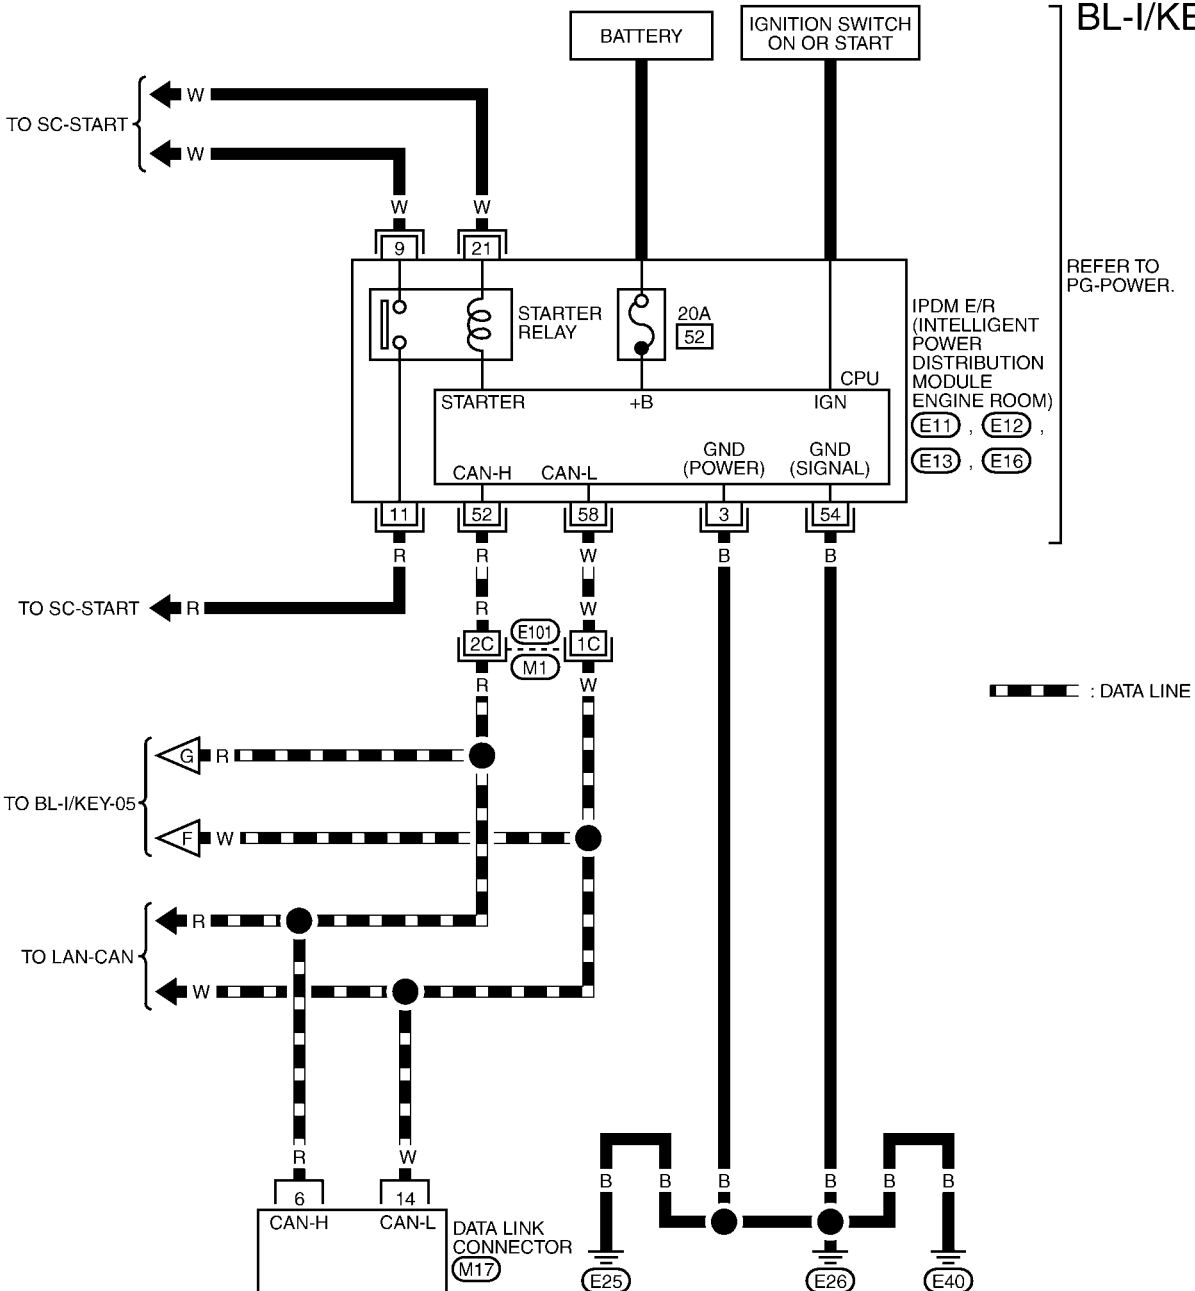 BL-I/KE
BATTERY
IGNITION SWITCH
ON OR START
W
TO SC-START
W
W
W
9
21
REFER TO
PG-POWER.
STARTER
RELAY
20A
52
IPDM E/R
(INTELLIGENT
POWER
DISTRIBUTION
MODULE
ENGINE ROOM)
E11 , E12 ,
E13 , E16
CPU
STARTER
+B
IGN
CAN-H
CAN-L
GND
(POWER)
GND
(SIGNAL)
11
52
58
3
54
R
R
W
B
B
TO SC-START
R
R
W
2C
E101
1C
M1
R
W
: DATA LINE
G
R
TO BL-I/KEY-05
F
W
R
TO LAN-CAN
W
R
W
B
B
B
B
B
B
6
14
CAN-H
CAN-L
DATA LINK
CONNECTOR
M17
E25
E26
E40